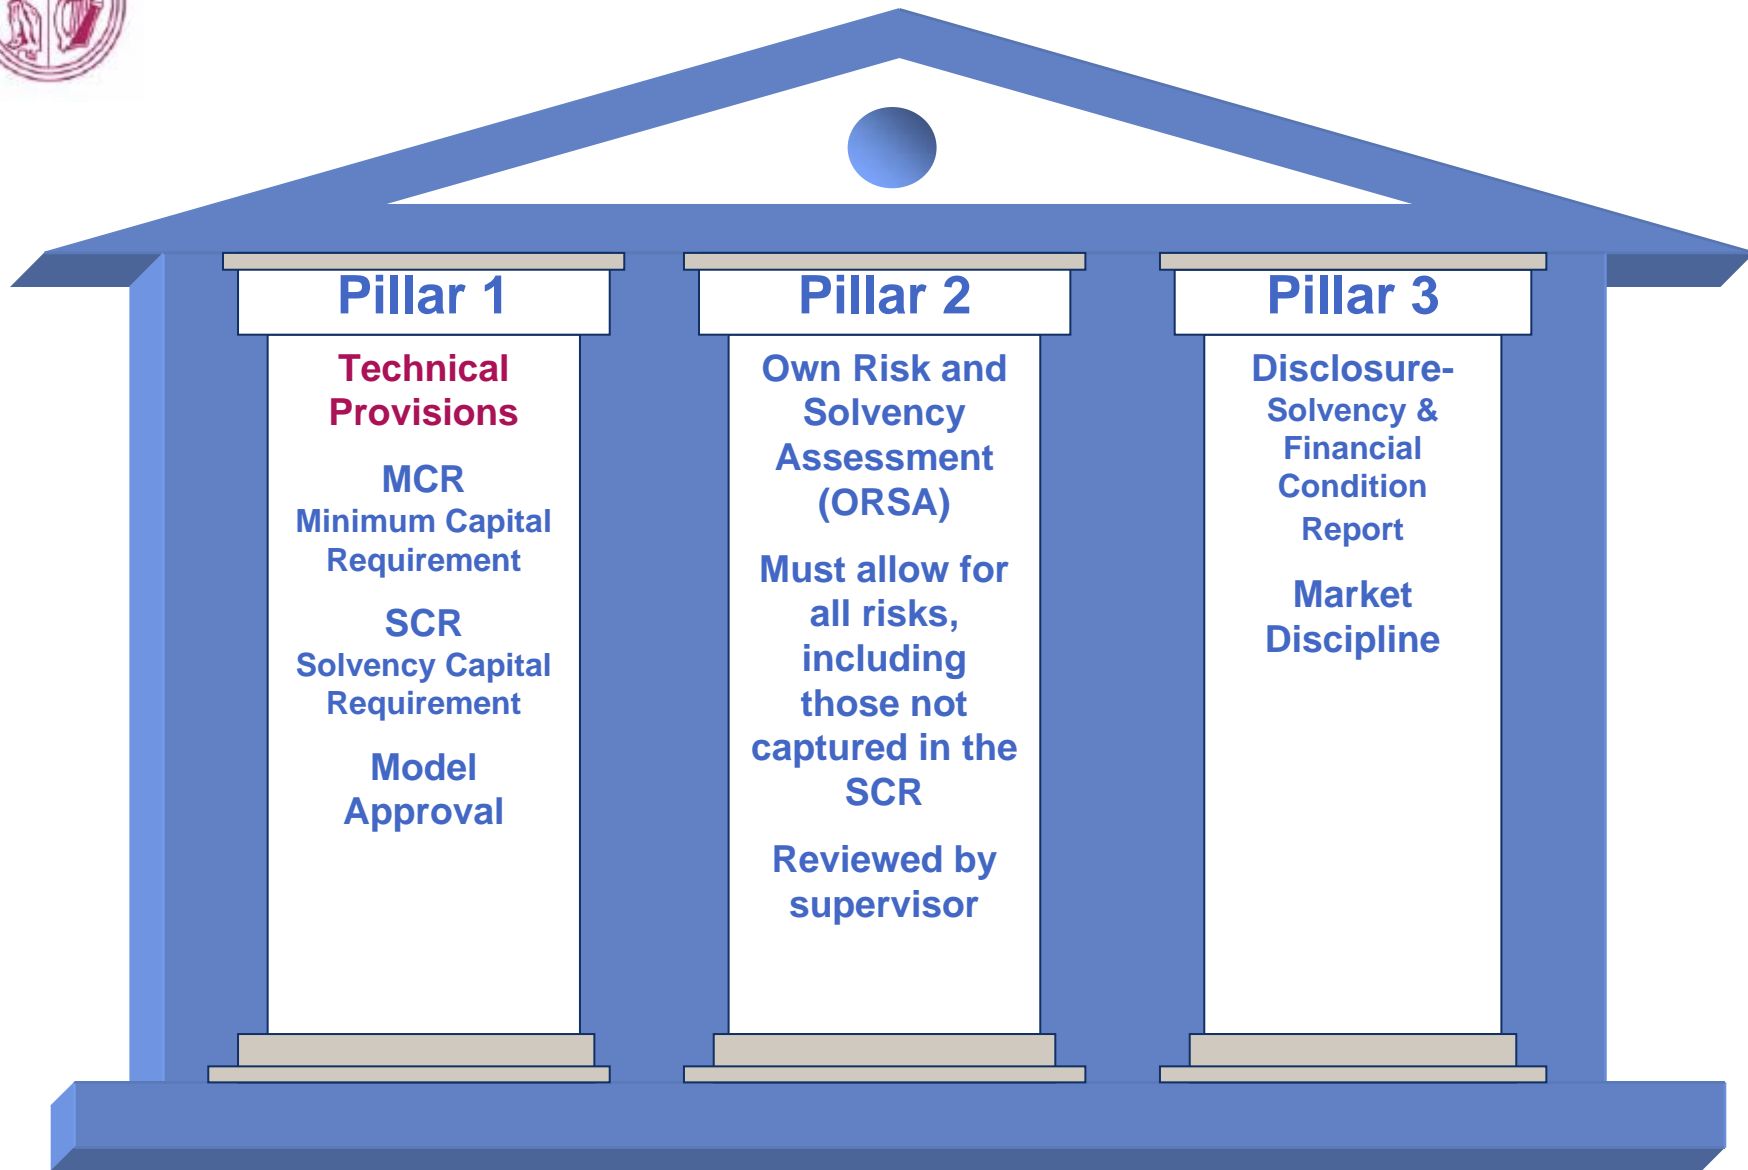 Pillar 1
Technical
Provisions
MCR
Minimum Capital
Requirement
SCR
Solvency Capital
Requirement
Model
Approval
Pillar 2
Own Risk and
Solvency
Assessment
(ORSA)
Must allow for
all risks,
including
those not
captured in the
SCR
Reviewed by
supervisor
Pillar 3
Disclosure-
Solvency &
Financial
Condition
Report
Market
Discipline